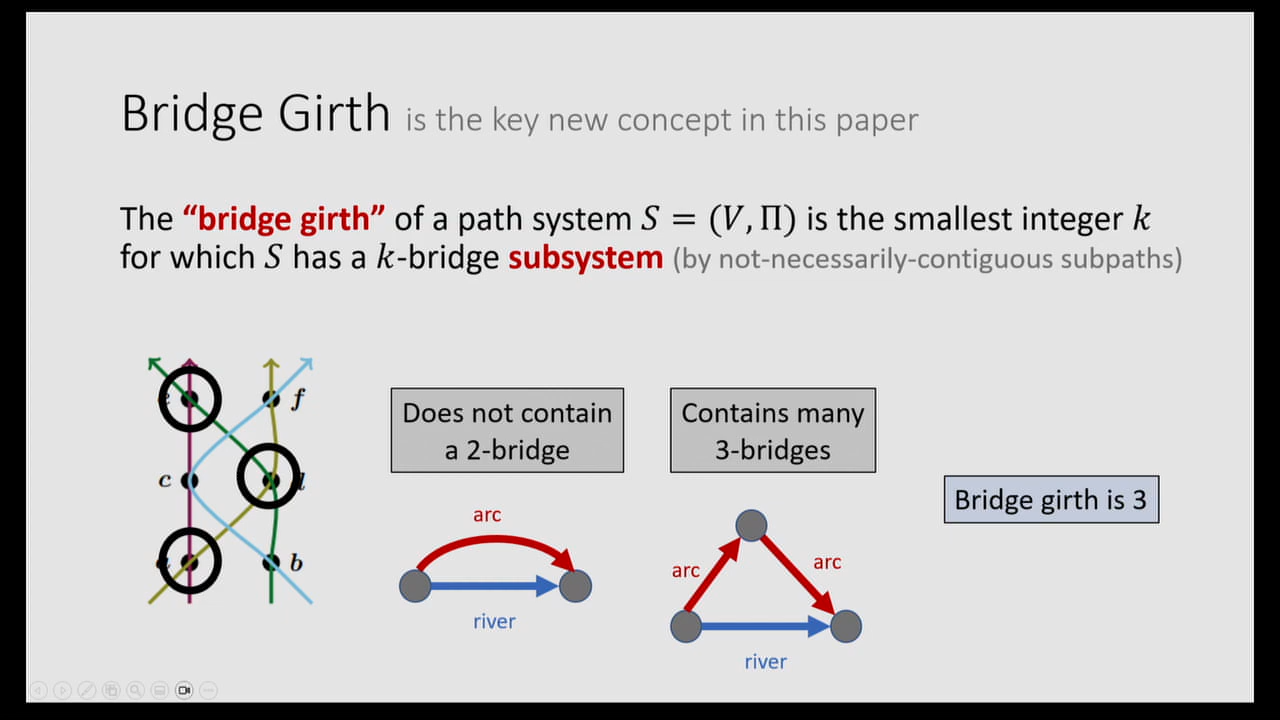 Bridge Girth is the key new concept in this paper
The “bridge girth” of a path system S = (V, Π) is the smallest integer k
for which S has a k-bridge subsystem (by not-necessarily-contiguous subpaths)
f
c
b
Does not contain
a 2-bridge
arc
river
Contains many
3-bridges
arc
arc
river
Bridge girth is 3